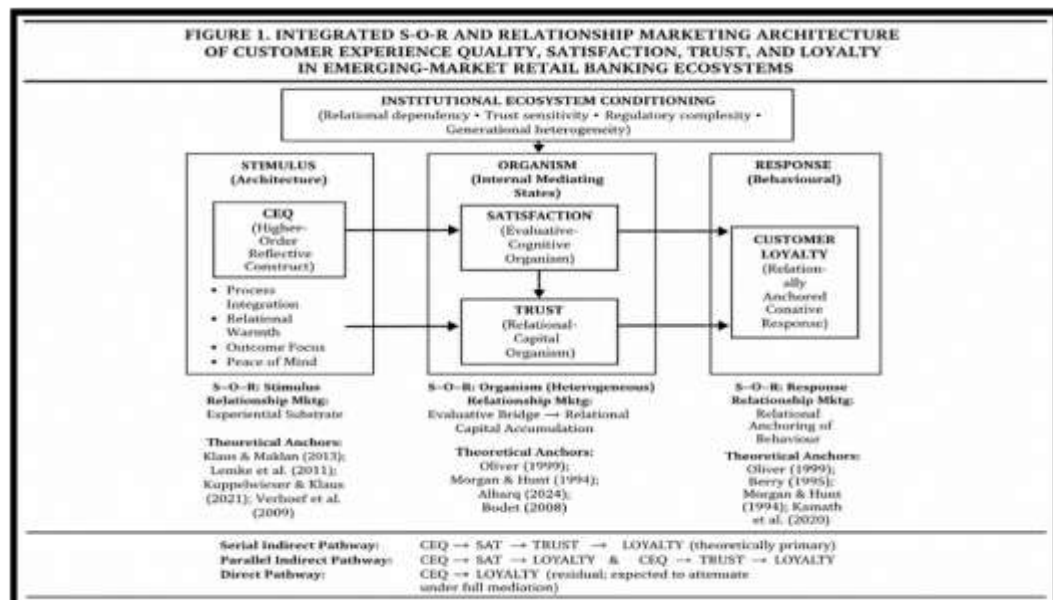 FIGURE 1. INTEGRATED S-O-R AND RELATIONSHIP MARKETING ARCHITECTURE
OF CUSTOMER EXPERIENCE QUALITY, SATISFACTION, TRUST, AND LOYALTY
IN EMERGING-MARKET RETAIL BANKING ECOSYSTEMS
INSTITUTIONAL ECOSYSTEM CONDITIONING
(Relational dependency • Trust sensitivity • Regulatory complexity •
Generational heterogeneity)
STIMULUS
(Architecture)
CEQ
(Higher-
Order
Reflective
Construct)
• Process
Integration
• Relational
Warmth
• Outcome Focus
• Peace of Mind
S-O-R: Stimulus
Relationship Mktg:
Experiential Substrate
Theoretical Anchors:
Klaus & Maklan (2013);
Lemke et al. (2011);
Kuppelwieser & Klaus
(2021); Verhoef et al.
(2009)
ORGANISM
(Internal Mediating
States)
SATISFACTION
(Evaluative-
Cognitive
Organism)
TRUST
(Relational-
Capital
Organism)
S-O-R: Organism (Heterogeneous)
Relationship Mktg:
Evaluative Bridge → Relational
Capital Accumulation
Theoretical Anchors:
Oliver (1999);
Morgan & Hunt (1994);
Alharq (2024);
Bodet (2008)
RESPONSE
(Behavioural)
CUSTOMER
LOYALTY
(Relation-
ally
Anchored
Conative
Response)
S-O-R: Response
Relationship Mktg:
Relational
Anchoring of
Behaviour
Theoretical Anchors:
Oliver (1999);
Berry (1995);
Morgan & Hunt
(1994); Kamath
et al. (2020)
Serial Indirect Pathway: CEQ → SAT → TRUST → LOYALTY (theoretically primary)
Parallel Indirect Pathway: CEQ → SAT → LOYALTY & CEQ → TRUST → LOYALTY
Direct Pathway: CEQ → LOYALTY (residual; expected to attenuate
under full mediation)